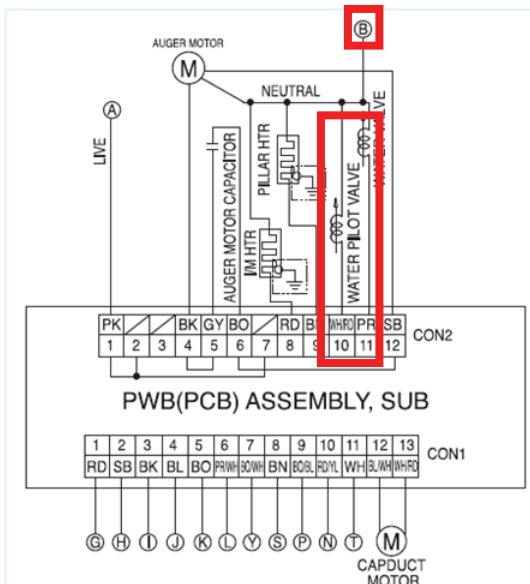 B
AUGER MOTOR
M
NEUTRAL
A
LIVE
AUGER MOTOR CAPACITOR
PILLAR HTR
I/M HTR
WATER PILOT VALVE
WATER VALVE
PK BK GY BO RD WH/RD PR SB
1 2 3 4 5 6 7 8 9 10 11 12 CON2
PWB(PCB) ASSEMBLY, SUB
1 2 3 4 5 6 7 8 9 10 11 12 13 CON1
RD SB BK BL BO PR/WH BO/WH BN BO/BL RD/YL WH BL/WH WH/RD
G H I J K L Y S P N T M
CAPDUCT
MOTOR